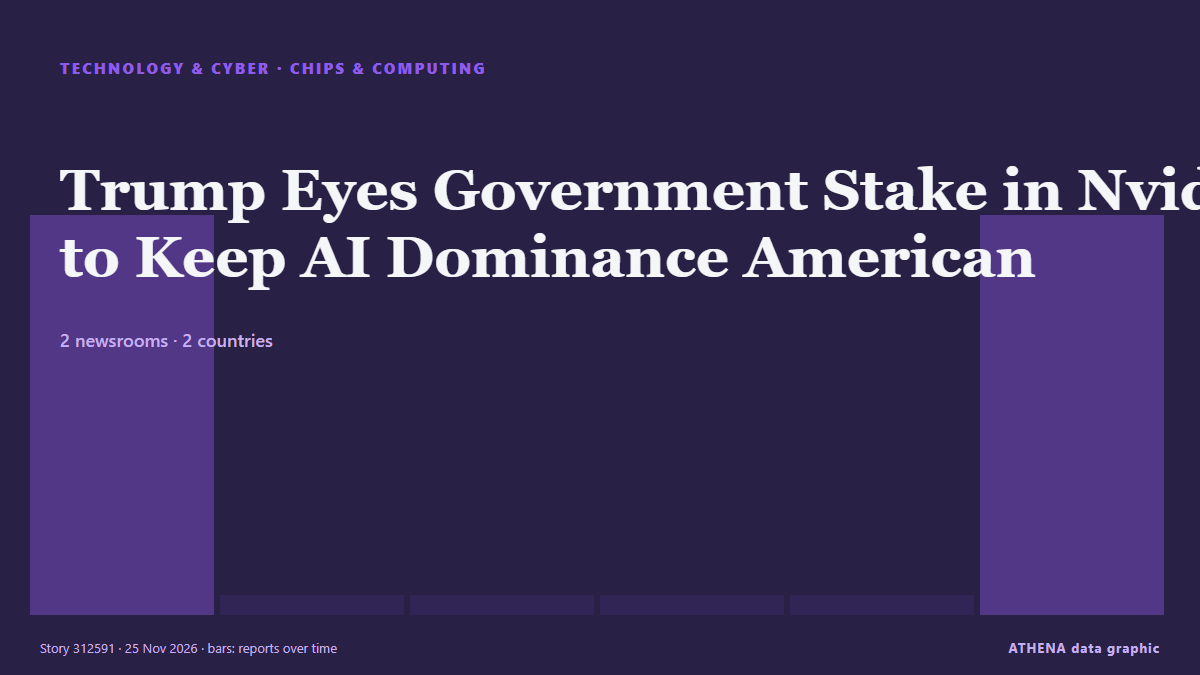 TECHNOLOGY & CYBER · CHIPS & COMPUTING
Trump Eyes Government Stake in Nvid
to Keep AI Dominance American
2 newsrooms · 2 countries
Story 312591 · 25 Nov 2026 · bars: reports over time
ATHENA data graphic